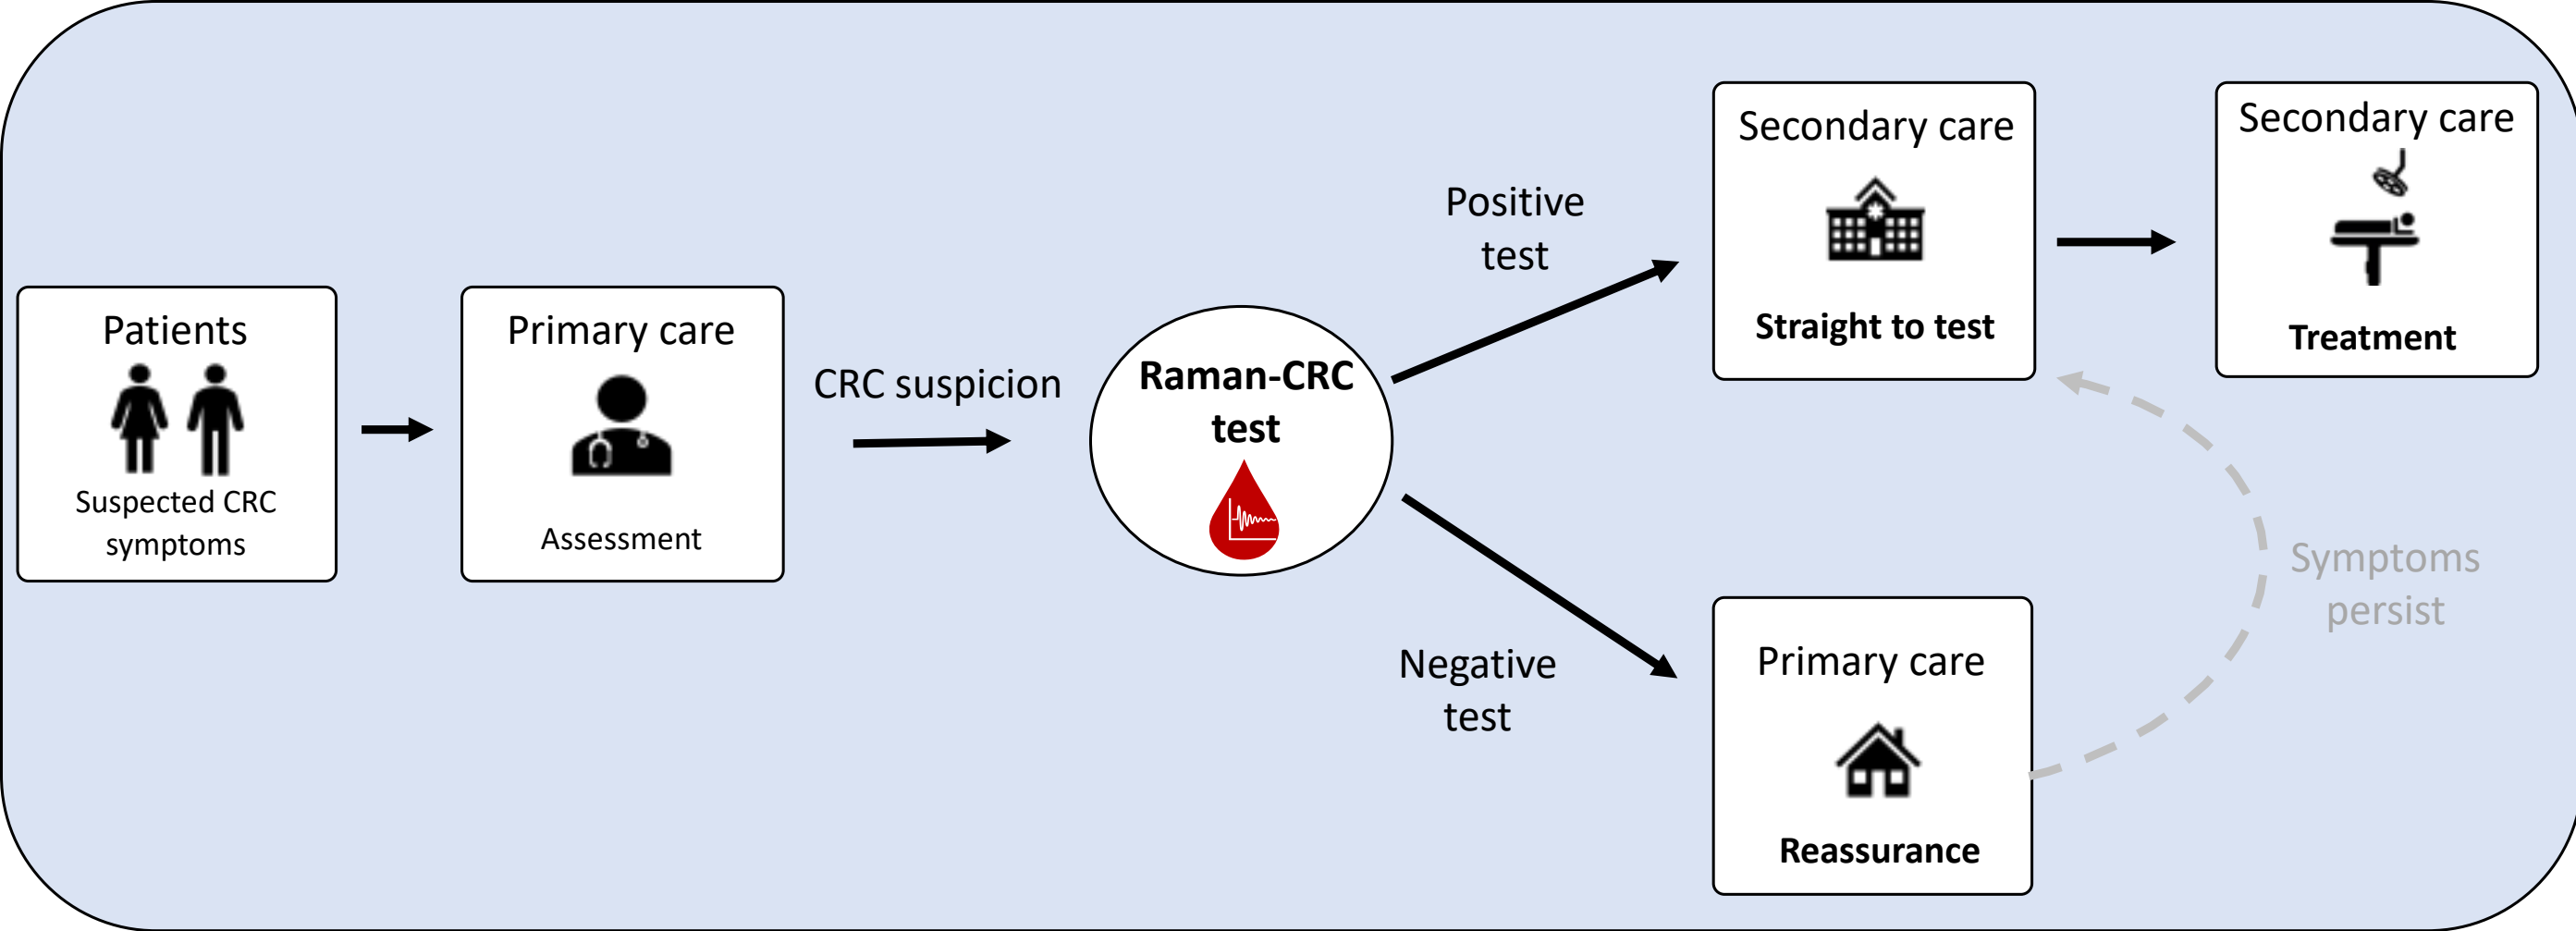 Patients
Suspected CRC
symptoms
Primary care
Assessment
CRC suspicion
Raman-CRC
test
Positive
test
Secondary care
Straight to test
Secondary care
Treatment
Negative
test
Primary care
Reassurance
Symptoms
persist